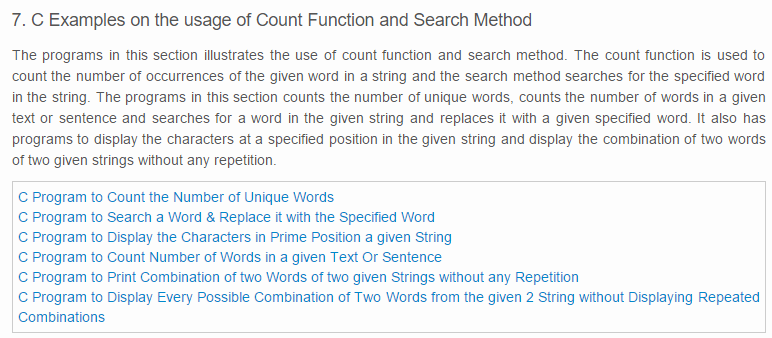 7. C Examples on the usage of Count Function and Search Method
The programs in this section illustrates the use of count function and search method. The count function is used to
count the number of occurrences of the given word in a string and the search method searches for the specified word
in the string. The programs in this section counts the number of unique words, counts the number of words in a given
text or sentence and searches for a word in the given string and replaces it with a given specified word. It also has
programs to display the characters at a specified position in the given string and display the combination of two words
of two given strings without any repetition.
C Program to Count the Number of Unique Words
C Program to Search a Word & Replace it with the Specified Word
C Program to Display the Characters in Prime Position a given String
C Program to Count Number of Words in a given Text Or Sentence
C Program to Print Combination of two Words of two given Strings without any Repetition
C Program to Display Every Possible Combination of Two Words from the given 2 String without Displaying Repeated
Combinations